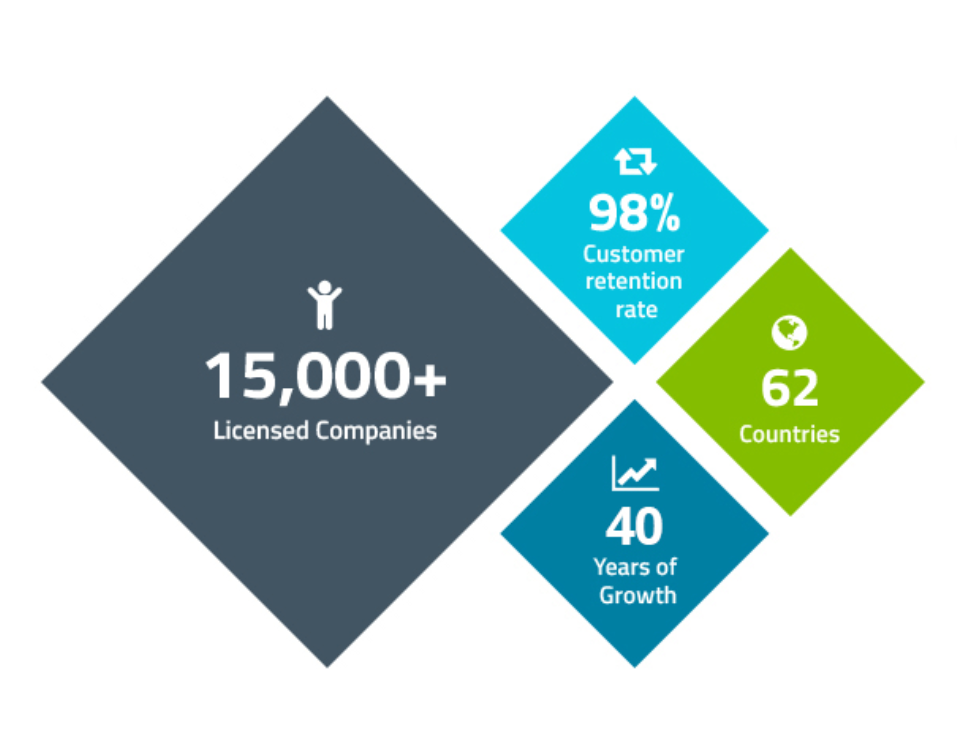 15,000+
Licensed Companies
98%
Customer
retention
rate
62
Countries
40
Years of
Growth